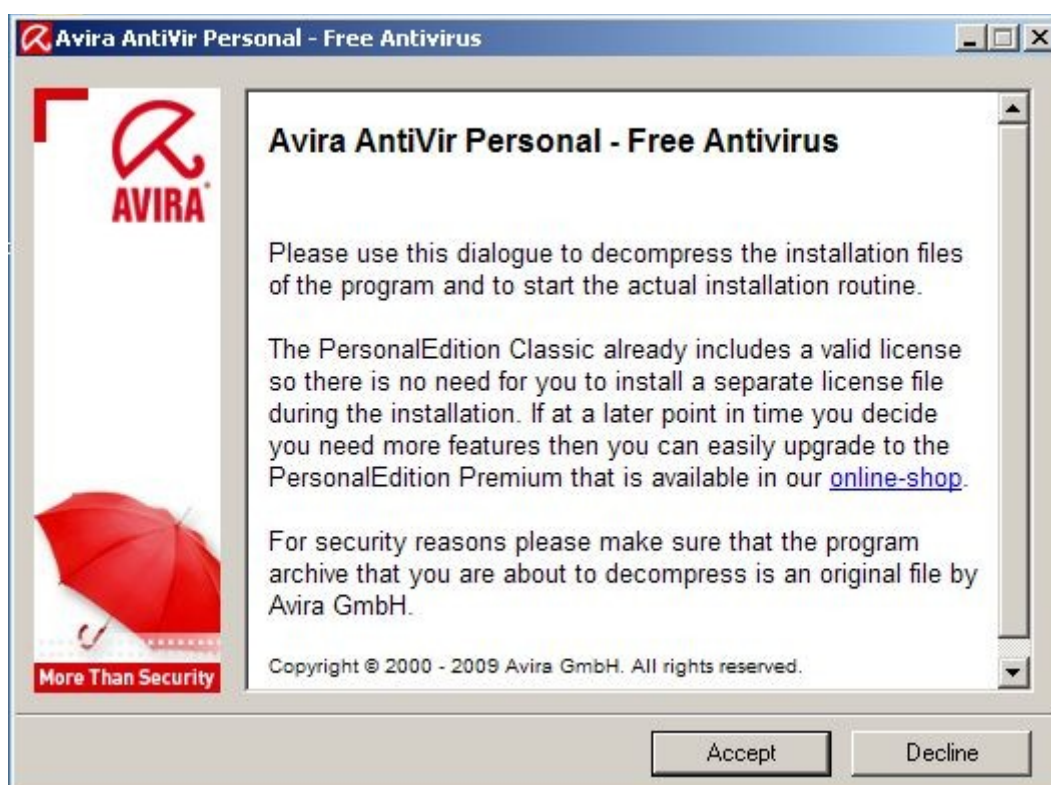 Avira AntiVir Personal - Free Antivirus
AVIRA
Avira AntiVir Personal - Free Antivirus
Please use this dialogue to decompress the installation files
of the program and to start the actual installation routine.
The PersonalEdition Classic already includes a valid license
so there is no need for you to install a separate license file
during the installation. If at a later point in time you decide
you need more features then you can easily upgrade to the
PersonalEdition Premium that is available in our online-shop.
For security reasons please make sure that the program
archive that you are about to decompress is an original file by
Avira GmbH.
Copyright © 2000 - 2009 Avira GmbH. All rights reserved.
More Than Security
Accept
Decline